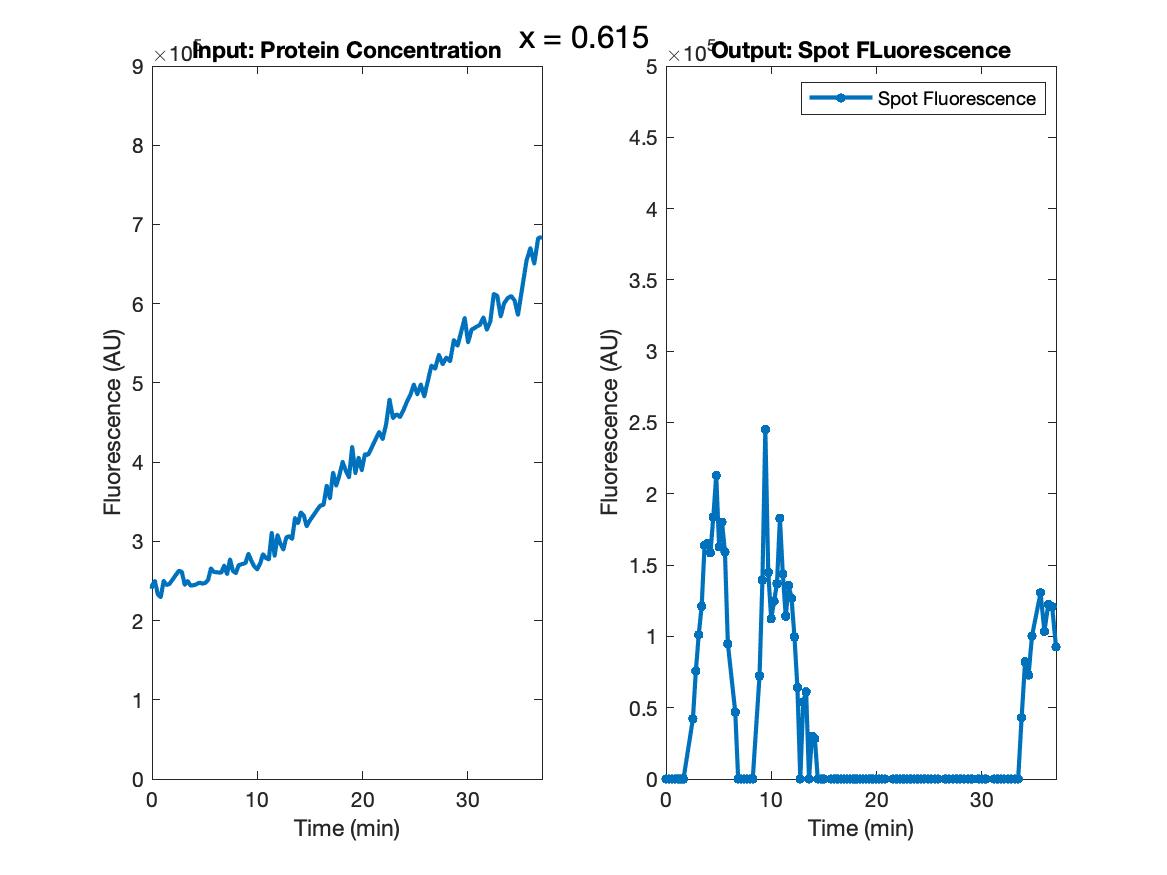 x = 0.615
×10⁵
Input: Protein Concentration
9
8
7
6
5
4
3
2
1
0
Fluorescence (AU)
0 10 20 30
Time (min)
×10⁵
Output: Spot FLuorescence
Spot Fluorescence
5
4.5
4
3.5
3
2.5
2
1.5
1
0.5
0
Fluorescence (AU)
0 10 20 30
Time (min)